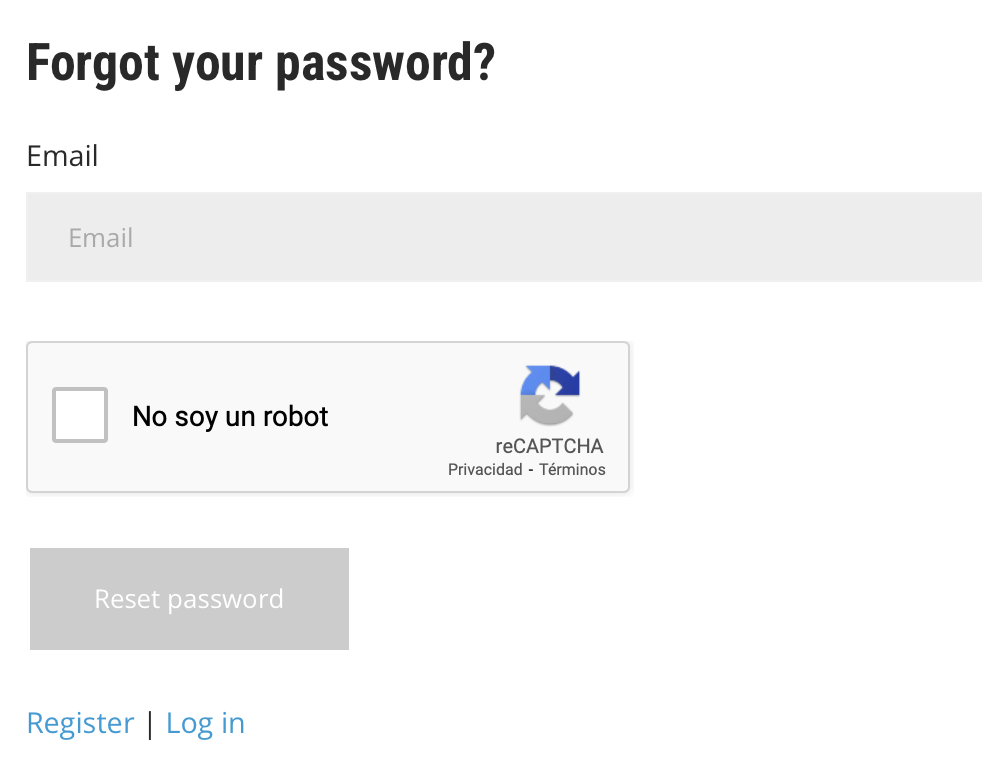 Forgot your password?
Email
Email
No soy un robot
reCAPTCHA
Privacidad - Términos
Reset password
Register | Log in